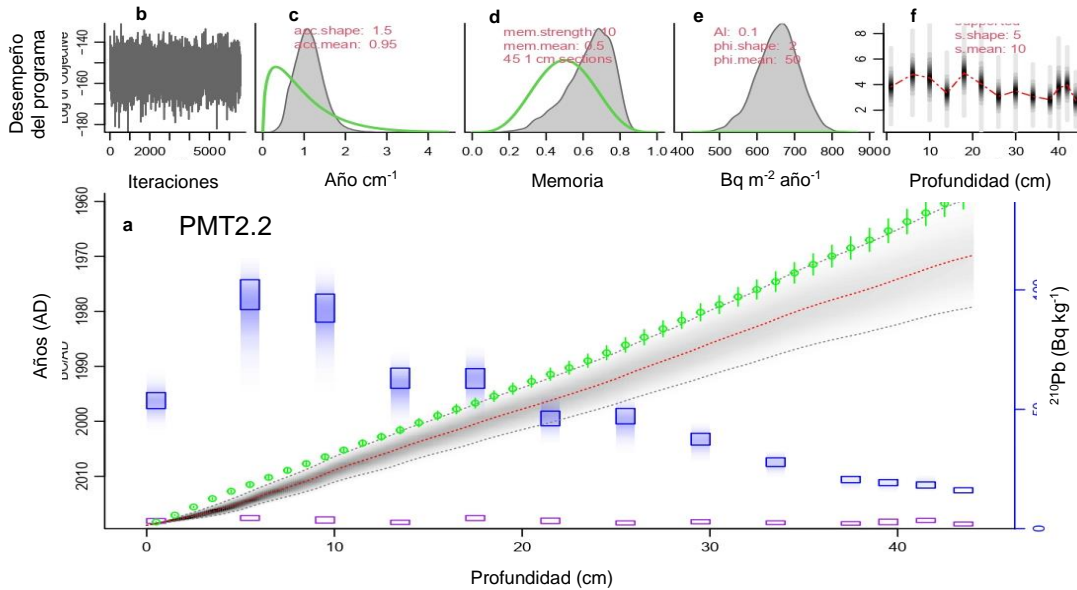 b
c
d
e
f
Desempeño
del programa
-140
-160
-180
0 2000 5000
Iteraciones
acc.shape: 1.5
acc.mean: 0.95
0 1 2 3 4
Año cm⁻¹
mem.strength: 10
mem.mean: 0.5
45 1 cm sections
0.0 0.2 0.4 0.6 0.8 1.0
Memoria
Al: 0.1
phi.shape: 2
phi.mean: 50
400 500 600 700 800 900
Bq m⁻² año⁻¹
s.shape: 5
s.mean: 10
8
6
4
2
0 10 20 30 40
Profundidad (cm)
a PMT2.2
Años (AD)
1960
1970
1980
1990
2000
2010
0 10 20 30 40
Profundidad (cm)
50
0
²¹⁰Pb (Bq kg⁻¹)